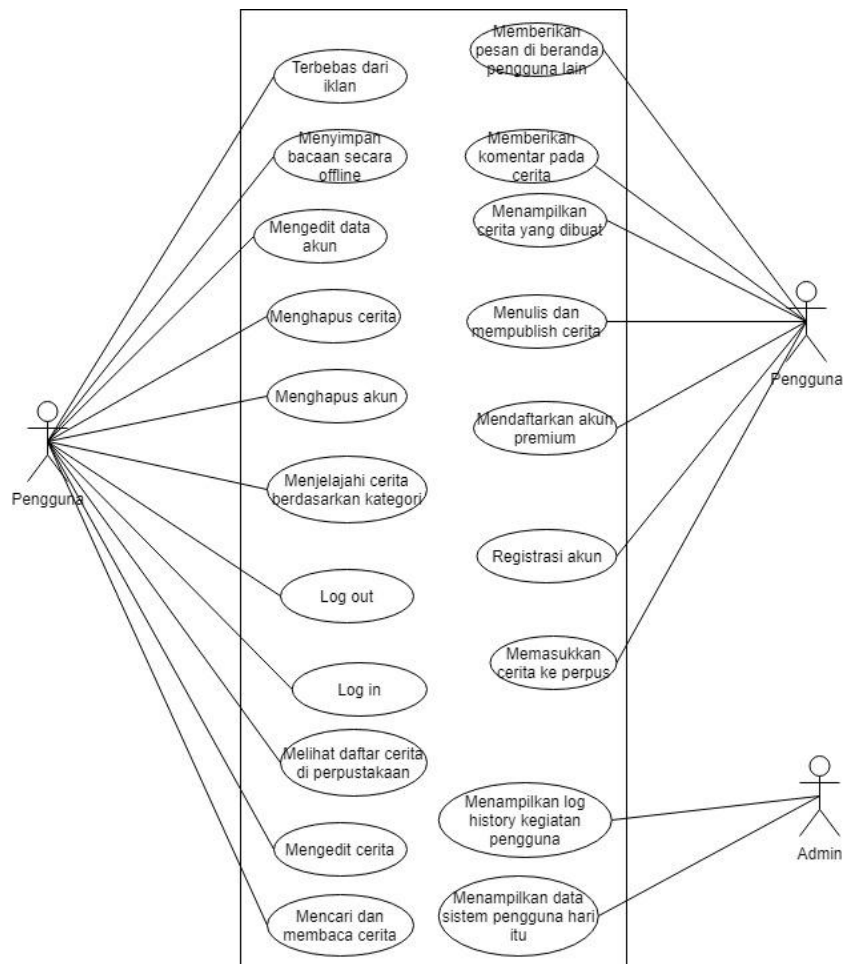 Terbebas dari
iklan
Menyimpan
bacaan secara
offline
Mengedit data
akun
Menghapus cerita
Menghapus akun
Menjelajahi cerita
berdasarkan kategori
Log out
Log in
Melihat daftar cerita
di perpustakaan
Mengedit cerita
Mencari dan
membaca cerita
Pengguna
Memberikan
pesan di beranda
pengguna lain
Memberikan
komentar pada
cerita
Menampilkan
cerita yang dibuat
Menulis dan
mempublish cerita
Mendaftarkan akun
premium
Registrasi akun
Memasukkan
cerita ke perpus
Menampilkan log
history kegiatan
pengguna
Menampilkan data
sistem pengguna hari
itu
Pengguna
Admin